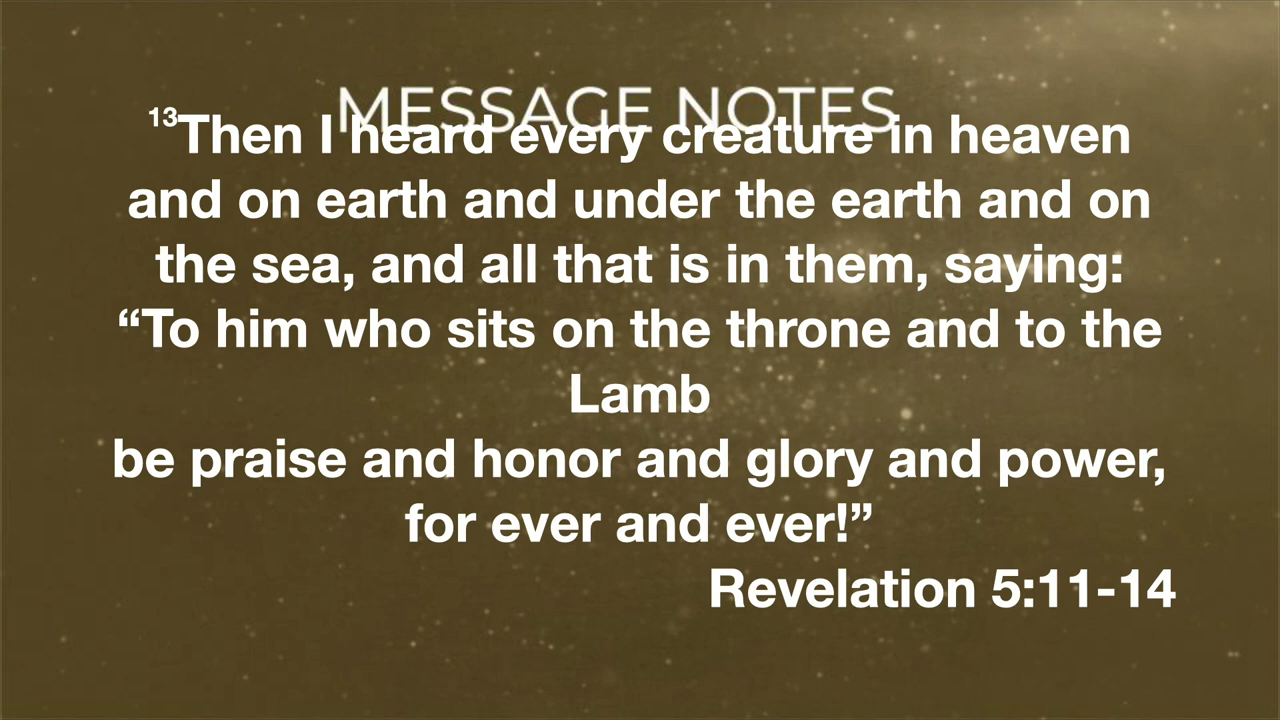 MESSAGE NOTES
13Then I heard every creature in heaven
and on earth and under the earth and on
the sea, and all that is in them, saying:
“To him who sits on the throne and to the
Lamb
be praise and honor and glory and power,
for ever and ever!”
Revelation 5:11-14